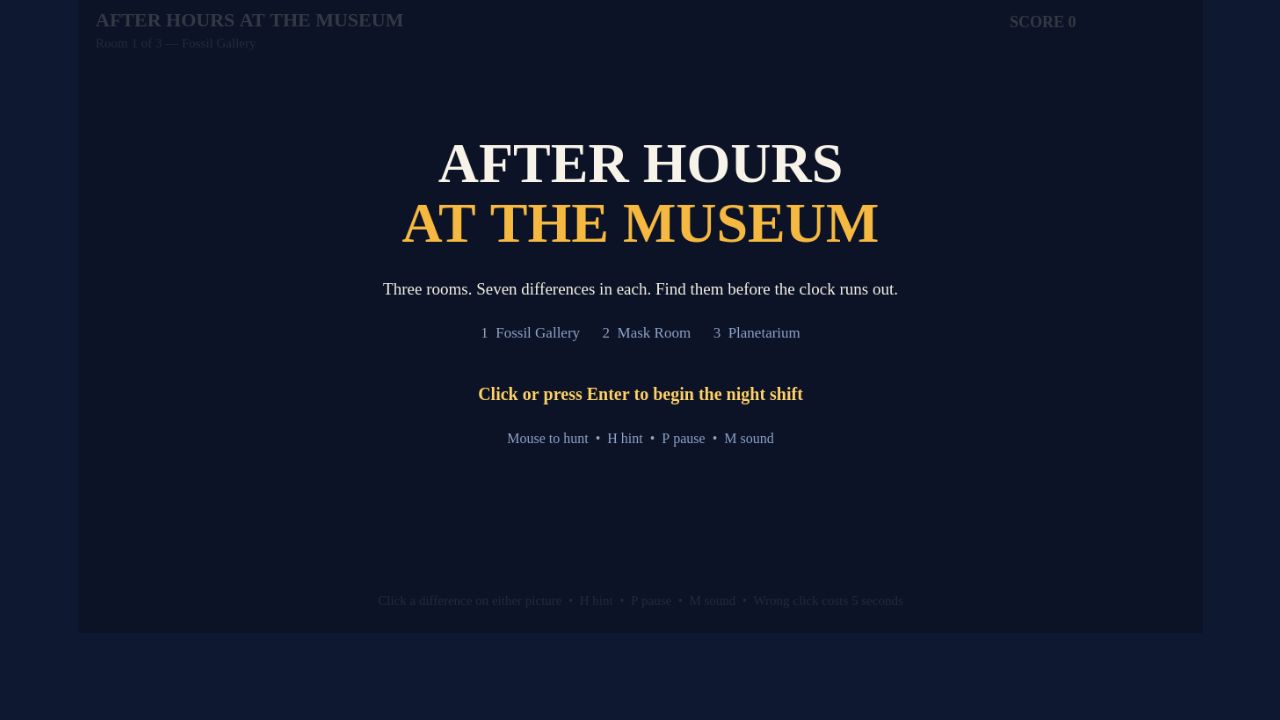 AFTER HOURS AT THE MUSEUM
SCORE 0
Room 1 of 3 — Fossil Gallery
AFTER HOURS
AT THE MUSEUM
Three rooms. Seven differences in each. Find them before the clock runs out.
1 Fossil Gallery 2 Mask Room 3 Planetarium
Click or press Enter to begin the night shift
Mouse to hunt • H hint • P pause • M sound
Click a difference on either picture • H hint • P pause • M sound • Wrong click costs 5 seconds